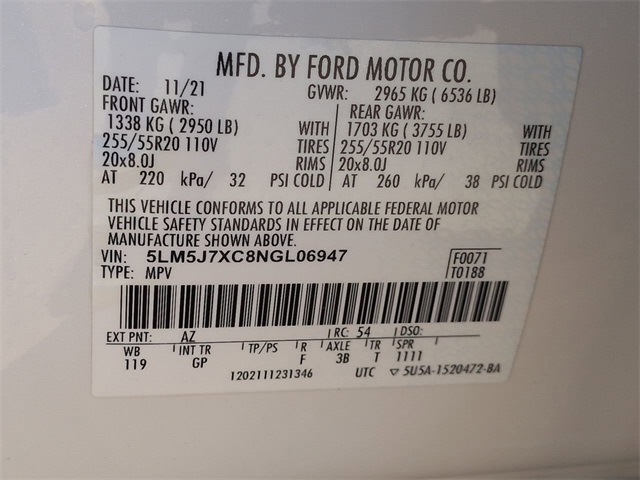 MFD. BY FORD MOTOR CO.
DATE: 11/21 GVWR: 2965 KG ( 6536 LB)
FRONT GAWR: REAR GAWR:
1338 KG ( 2950 LB) WITH 1703 KG ( 3755 LB) WITH
255/55R20 110V TIRES 255/55R20 110V TIRES
20x8.0J RIMS 20x8.0J RIMS
AT 220 kPa/ 32 PSI COLD AT 260 kPa/ 38 PSI COLD
THIS VEHICLE CONFORMS TO ALL APPLICABLE FEDERAL MOTOR
VEHICLE SAFETY STANDARDS IN EFFECT ON THE DATE OF
MANUFACTURE SHOWN ABOVE.
VIN: 5LM5J7XC8NGL06947 F0071
TYPE: MPV T0188
EXT PNT: AZ RC: 54 DSO:
WB INT TR TP/PS R AXLE TR SPR
119 GP F 3B T 1111
1202111231346 UTC ▽ 5U5A-1520472-BA